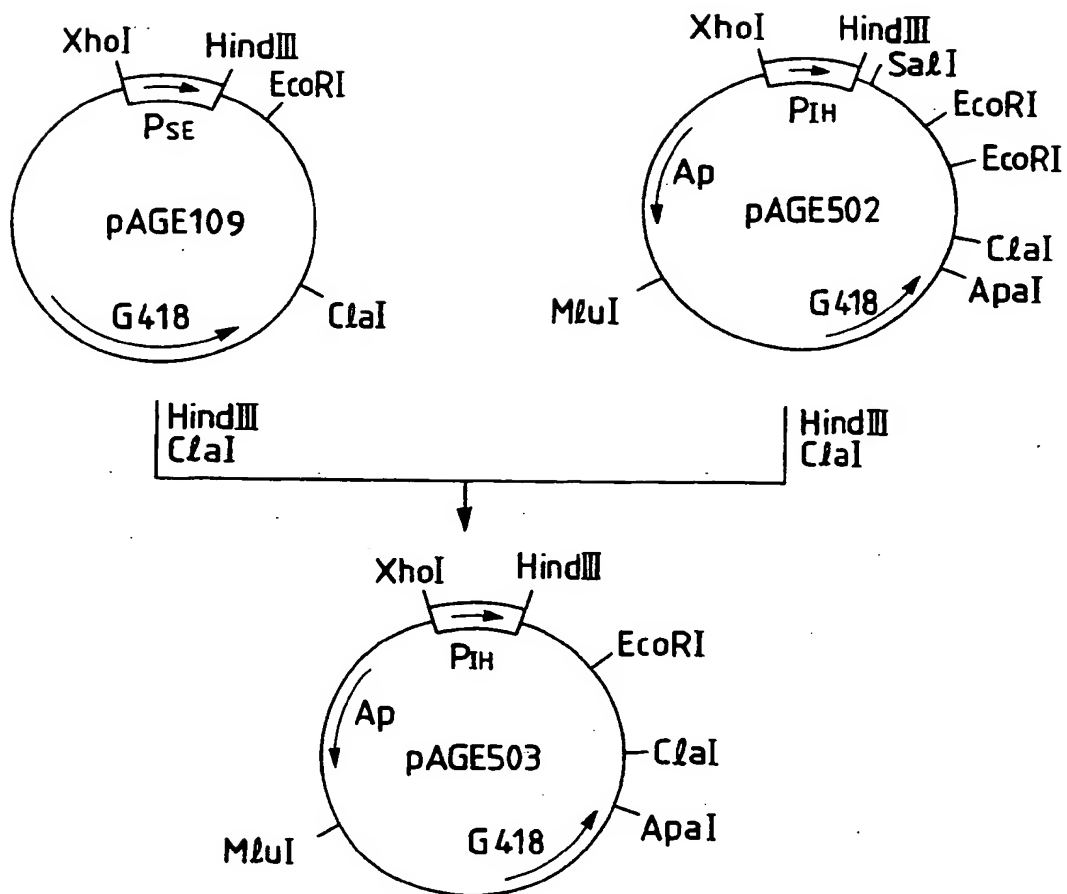 XhoI
HindIII
EcoRI
PSE
pAGE109
G418
ClaI
XhoI
HindIII
SalI
EcoRI
EcoRI
PIH
Ap
pAGE502
ClaI
ApaI
G418
MluI
HindIII
ClaI
HindIII
ClaI
XhoI
HindIII
EcoRI
PIH
Ap
pAGE503
ClaI
ApaI
G418
MluI